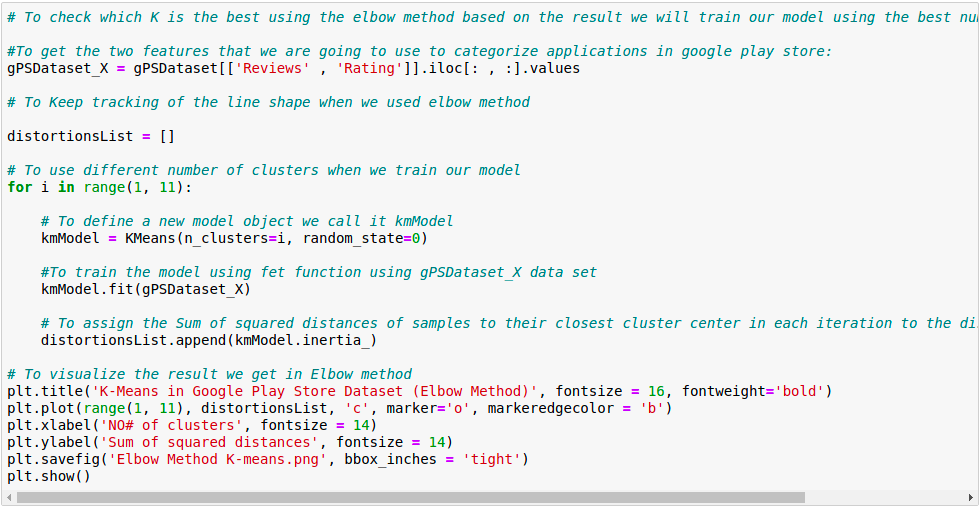 # To check which K is the best using the elbow method based on the result we will train our model using the best
#To get the two features that we are going to use to categorize applications in google play store:
gPSDataset_X = gPSDataset[['Reviews' , 'Rating']].iloc[: , :].values
# To Keep tracking of the line shape when we used elbow method
distortionsList = []
# To use different number of clusters when we train our model
for i in range(1, 11):
# To define a new model object we call it kmModel
kmModel = KMeans(n_clusters=i, random_state=0)
#To train the model using fet function using gPSDataset_X data set
kmModel.fit(gPSDataset_X)
# To assign the Sum of squared distances of samples to their closest cluster center in each iteration to the
distortionsList.append(kmModel.inertia_)
# To visualize the result we get in Elbow method
plt.title('K-Means in Google Play Store Dataset (Elbow Method)', fontsize = 16, fontweight='bold')
plt.plot(range(1, 11), distortionsList, 'c', marker='o', markeredgecolor = 'b')
plt.xlabel('NO# of clusters', fontsize = 14)
plt.ylabel('Sum of squared distances', fontsize = 14)
plt.savefig('Elbow Method K-means.png', bbox_inches = 'tight')
plt.show()